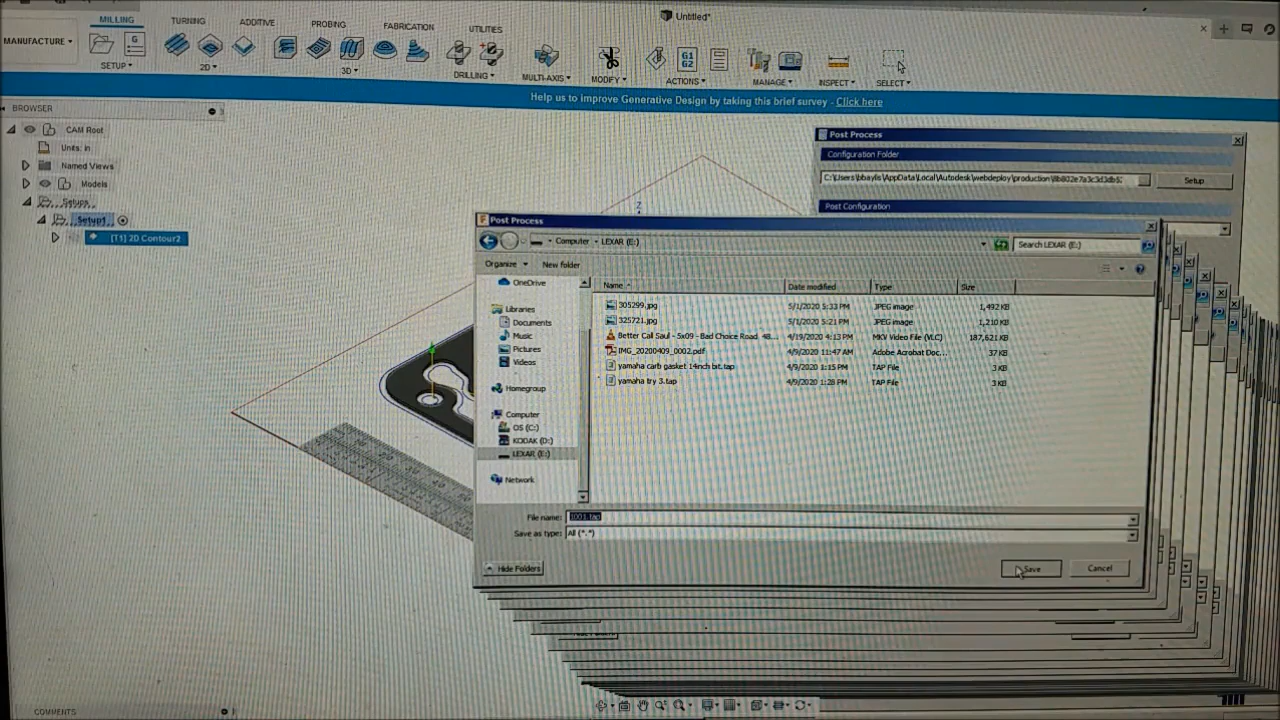 Untitled*
MILLING TURNING ADDITIVE PROBING FABRICATION UTILITIES
MANUFACTURE
G
G1
G2
SETUP 2D 3D DRILLING MULTI-AXIS MODIFY ACTIONS MANAGE INSPECT SELECT
Help us to improve Generative Design by taking this brief survey - Click here
BROWSER
CAM Root
Units: in
Named Views
Models
Setups
Setup1
[T1] 2D Contour2
Z
Post Process
Configuration Folder
Setup
Post Configuration
Post Process
Computer LEXAR (E:)
Search LEXAR (E:)
Organize New folder
Name Date modified Type Size
OneDrive
Libraries
Documents
Music
Pictures
Videos
Homegroup
Computer
OS (C:)
KODAK (D:)
LEXAR (E:)
Network
305299.jpg 5/1/2020 5:33 PM JPEG image 1,492 KB
325721.jpg 5/1/2020 5:21 PM JPEG image 1,210 KB
Better Call Saul - 5x09 - Bad Choice Road 4/19/2020 4:13 PM MKV Video File (VLC) 187,621 KB
IMG_20200409_0002.pdf 4/9/2020 11:47 AM Adobe Acrobat Doc... 37 KB
yamaha carb gasket 14nch bit.tap 4/9/2020 1:15 PM TAP File 3 KB
yamaha try 3.tap 4/9/2020 1:28 PM TAP File 3 KB
File name: 1001.tap
Save as type: All (*.*)
Hide Folders
Save Cancel
COMMENTS